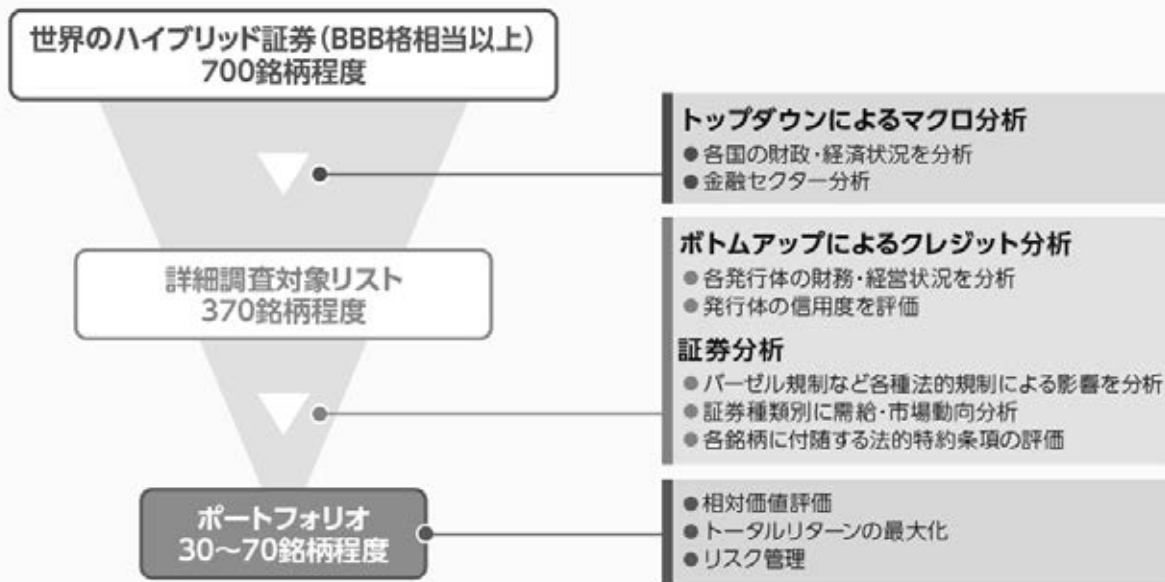 世界のハイブリッド証券(BBB格相当以上)
700銘柄程度
トップダウンによるマクロ分析
●各国の財政・経済状況を分析
●金融セクター分析
詳細調査対象リスト
370銘柄程度
ボトムアップによるクレジット分析
●各発行体の財務・経営状況を分析
●発行体の信用度を評価
証券分析
●バーゼル規制など各種法的規制による影響を分析
●証券種類別に需給・市場動向分析
●各銘柄に付随する法的特約条項の評価
ポートフォリオ
30〜70銘柄程度
●相対価値評価
●トータルリターンの最大化
●リスク管理